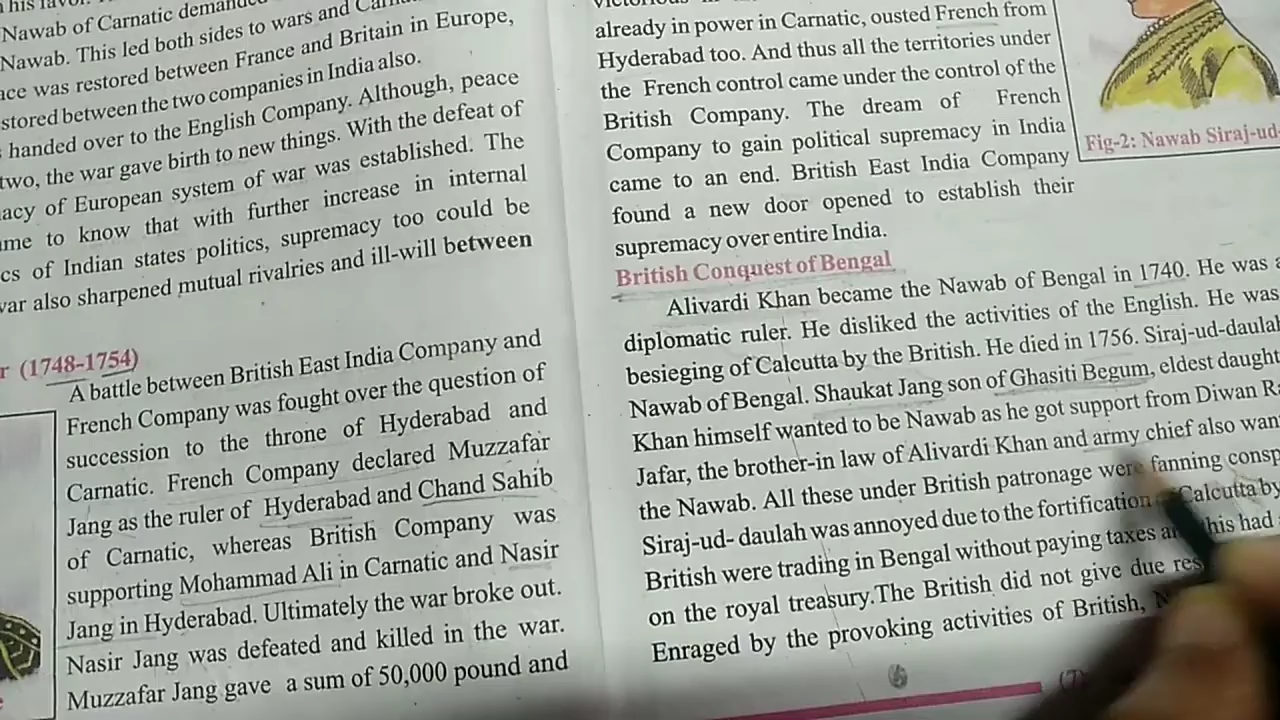 Nawab of Carnatic
Nawab. This led both sides to wars and
was restored between France and Britain in Europe,
between the two companies in India also.
handed over to the English Company. Although, peace
two, the war gave birth to new things. With the defeat of
of European system of war was established. The
to know that with further increase in internal
of Indian states politics, supremacy too could be
war also sharpened mutual rivalries and ill-will between
(1748-1754)
A battle between British East India Company and
French Company was fought over the question of
succession to the throne of Hyderabad and
Carnatic. French Company declared Muzzafar
Jang as the ruler of Hyderabad and Chand Sahib
of Carnatic, whereas British Company was
supporting Mohammad Ali in Carnatic and Nasir
Jang in Hyderabad. Ultimately the war broke out.
Nasir Jang was defeated and killed in the war.
Muzzafar Jang gave a sum of 50,000 pound and
already in power in Carnatic, ousted French from
Hyderabad too. And thus all the territories under
the French control came under the control of the
British Company. The dream of French
Company to gain political supremacy in India
came to an end. British East India Company
found a new door opened to establish their
supremacy over entire India.
Fig-2: Nawab Siraj-ud-
British Conquest of Bengal
Alivardi Khan became the Nawab of Bengal in 1740. He was
diplomatic ruler. He disliked the activities of the English. He was
besieging of Calcutta by the British. He died in 1756. Siraj-ud-daulah
Nawab of Bengal. Shaukat Jang son of Ghasiti Begum, eldest
Khan himself wanted to be Nawab as he got support from Diwan
Jafar, the brother-in law of Alivardi Khan and army chief also
the Nawab. All these under British patronage were fanning
Siraj-ud- daulah was annoyed due to the fortification Calcutta by
British were trading in Bengal without paying taxes this had
on the royal treasury.The British did not give due
Enraged by the provoking activities of British,